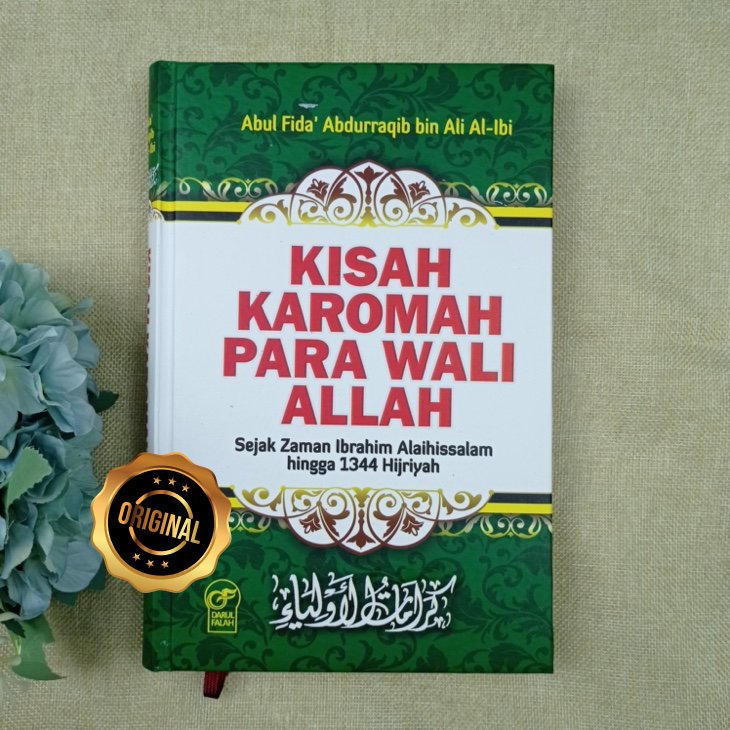 Abul Fida' Abdurraqib bin Ali Al-Ibi
KISAH
KAROMAH
PARA WALI
ALLAH
Sejak Zaman Ibrahim Alaihissalam
hingga 1344 Hijriyah
ORIGINAL
DARUL
FALAH
كرامات الأولياء